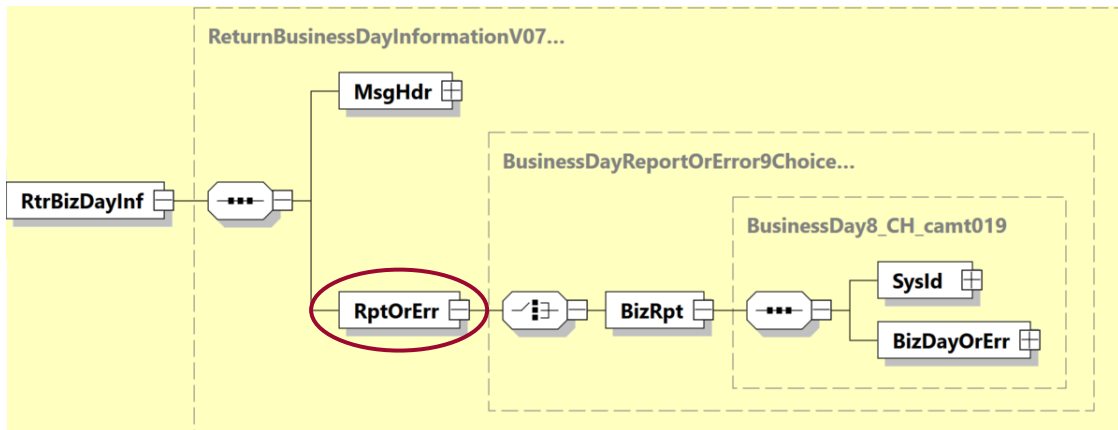 ReturnBusinessDayInformationV07...
MsgHdr
BusinessDayReportOrError9Choice...
RtrBizDayInf
BusinessDay8_CH_camt019
SysId
RptOrErr
BizRpt
BizDayOrErr